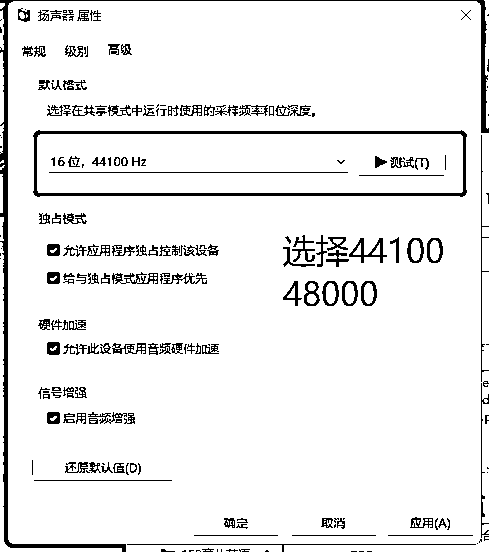 扬声器 属性
常规 级别 高级
默认格式
选择在共享模式中运行时使用的采样频率和位深度。
16 位，44100 Hz
测试(T)
独占模式
允许应用程序独占控制该设备
给与独占模式应用程序优先
选择44100
48000
硬件加速
允许此设备使用音频硬件加速
信号增强
启用音频增强
还原默认值(D)
确定 取消 应用(A)